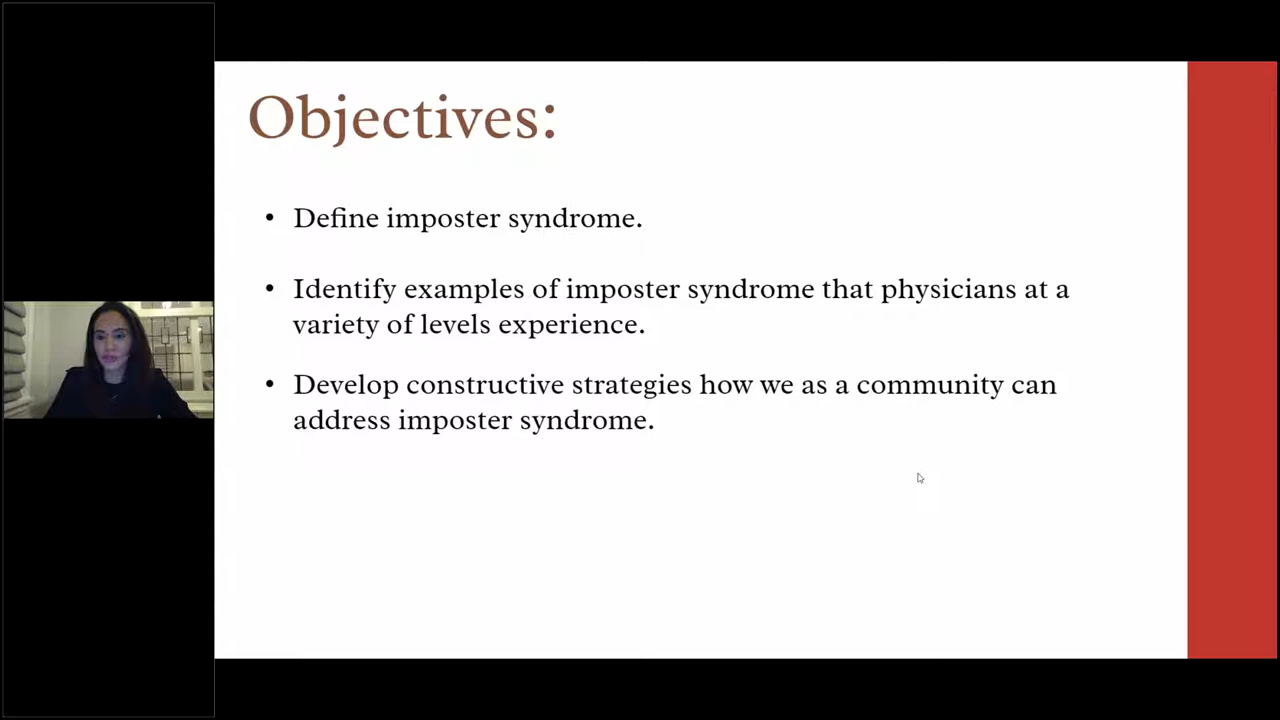 Objectives:
• Define imposter syndrome.
• Identify examples of imposter syndrome that physicians at a
variety of levels experience.
• Develop constructive strategies how we as a community can
address imposter syndrome.